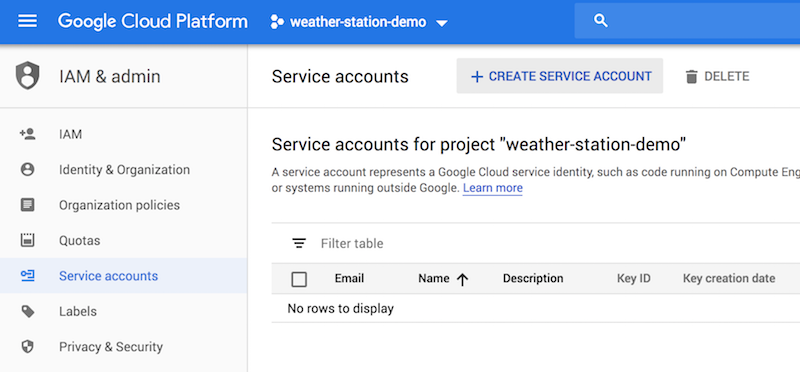 Google Cloud Platform
weather-station-demo
IAM & admin
Service accounts
CREATE SERVICE ACCOUNT
DELETE
IAM
Identity & Organization
Organization policies
Quotas
Service accounts
Labels
Privacy & Security
Service accounts for project "weather-station-demo"
A service account represents a Google Cloud service identity, such as code running on Compute Eng
or systems running outside Google. Learn more
Filter table
Email Name Description Key ID Key creation date
No rows to display